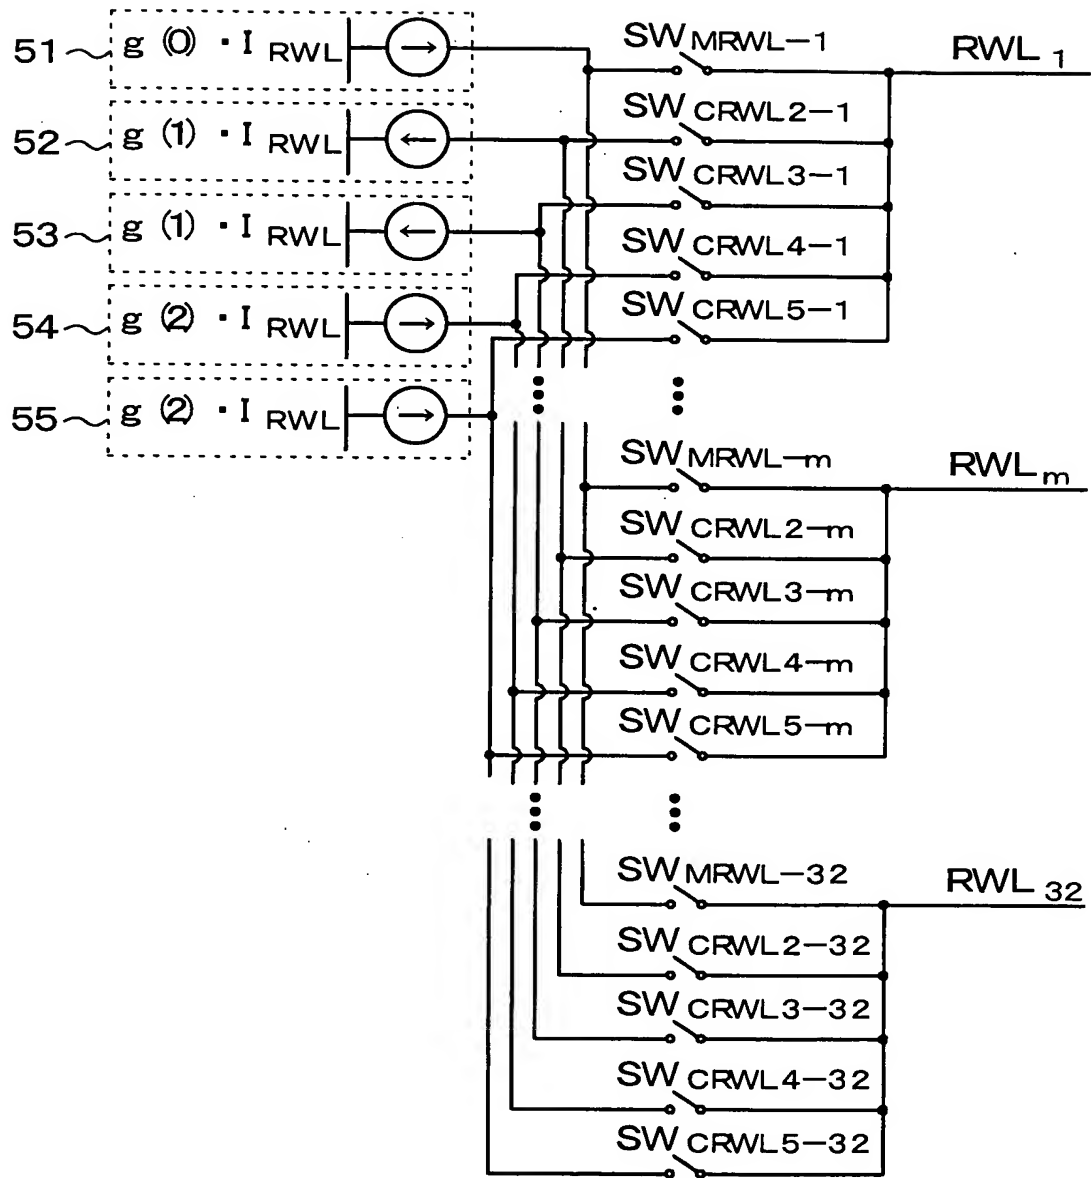 51 g (0) · I RWL
SW MRWL-1
RWL 1
52 g (1) · I RWL
SW CRWL2-1
53 g (1) · I RWL
SW CRWL3-1
54 g (2) · I RWL
SW CRWL4-1
55 g (2) · I RWL
SW CRWL5-1
SW MRWL-m
RWL m
SW CRWL2-m
SW CRWL3-m
SW CRWL4-m
SW CRWL5-m
SW MRWL-32
RWL 32
SW CRWL2-32
SW CRWL3-32
SW CRWL4-32
SW CRWL5-32